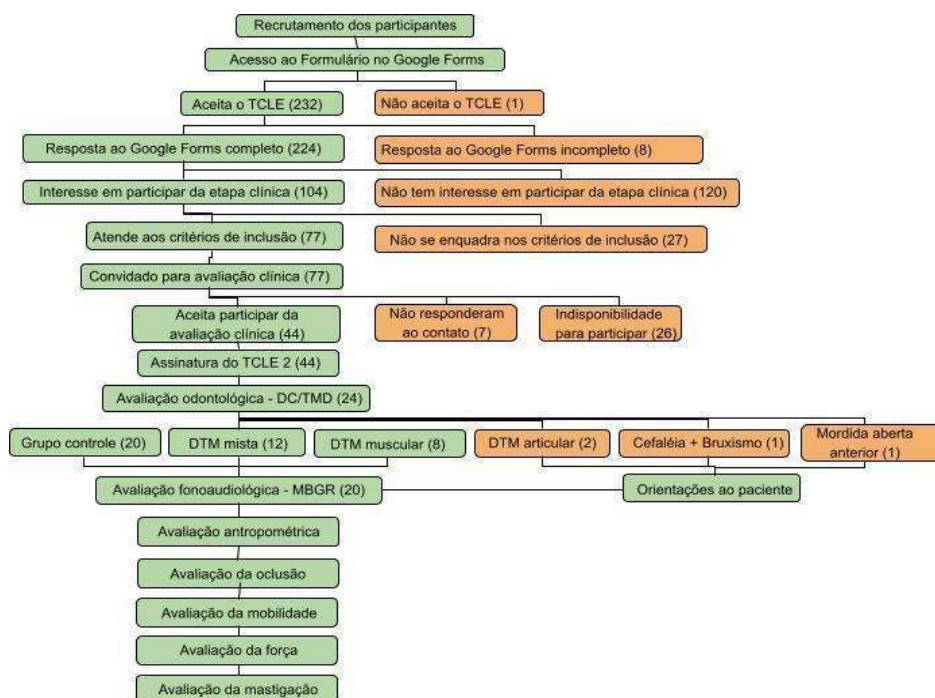 Recrutamento dos participantes
Acesso ao Formulário no Google Forms
Aceita o TCLE (232)
Não aceita o TCLE (1)
Resposta ao Google Forms completo (224)
Resposta ao Google Forms incompleto (8)
Interesse em participar da etapa clínica (104)
Não tem interesse em participar da etapa clínica (120)
Atende aos critérios de inclusão (77)
Não se enquadra nos critérios de inclusão (27)
Convidado para avaliação clínica (77)
Aceita participar da
avaliação clínica (44)
Não responderam
ao contato (7)
Indisponibilidade
para participar (26)
Assinatura do TCLE 2 (44)
Avaliação odontológica - DC/TMD (24)
Grupo controle (20)
DTM mista (12)
DTM muscular (8)
DTM articular (2)
Cefaléia + Bruxismo (1)
Mordida aberta
anterior (1)
Avaliação fonoaudiológica - MBGR (20)
Orientações ao paciente
Avaliação antropométrica
Avaliação da oclusão
Avaliação da mobilidade
Avaliação da força
Avaliação da mastigação